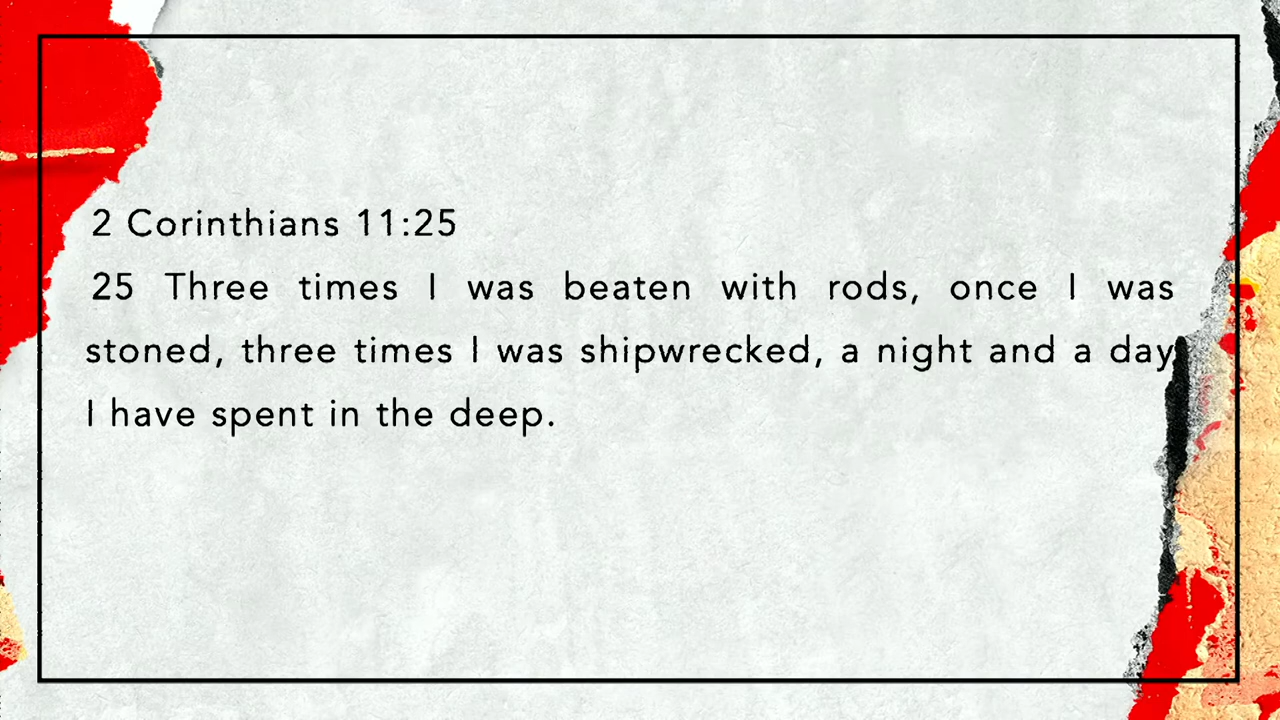 2 Corinthians 11:25
25 Three times I was beaten with rods, once I was
stoned, three times I was shipwrecked, a night and a day
I have spent in the deep.